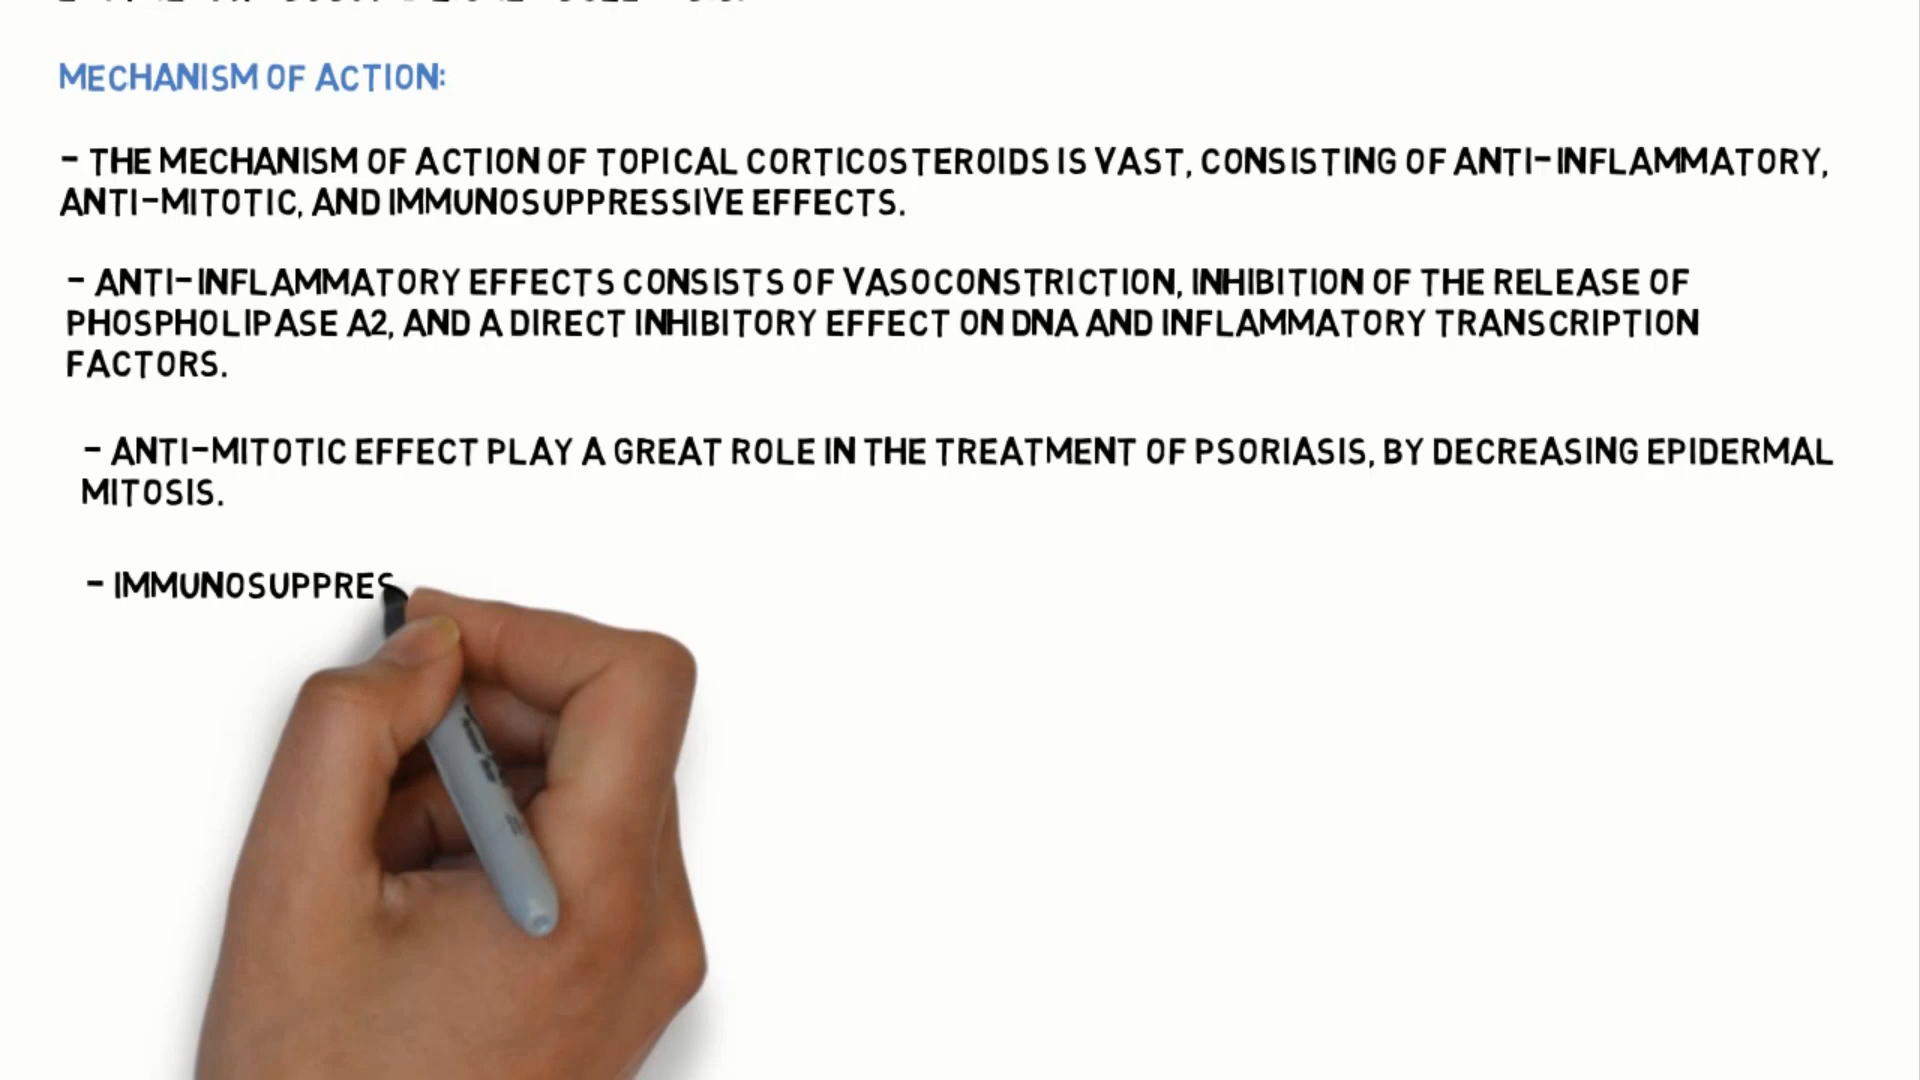 MECHANISM OF ACTION:
- THE MECHANISM OF ACTION OF TOPICAL CORTICOSTEROIDS IS VAST, CONSISTING OF ANTI-INFLAMMATORY,
ANTI-MITOTIC, AND IMMUNOSUPPRESSIVE EFFECTS.
- ANTI-INFLAMMATORY EFFECTS CONSISTS OF VASOCONSTRICTION, INHIBITION OF THE RELEASE OF
PHOSPHOLIPASE A2, AND A DIRECT INHIBITORY EFFECT ON DNA AND INFLAMMATORY TRANSCRIPTION
FACTORS.
- ANTI-MITOTIC EFFECT PLAY A GREAT ROLE IN THE TREATMENT OF PSORIASIS, BY DECREASING EPIDERMAL
MITOSIS.
- IMMUNOSUPPRES